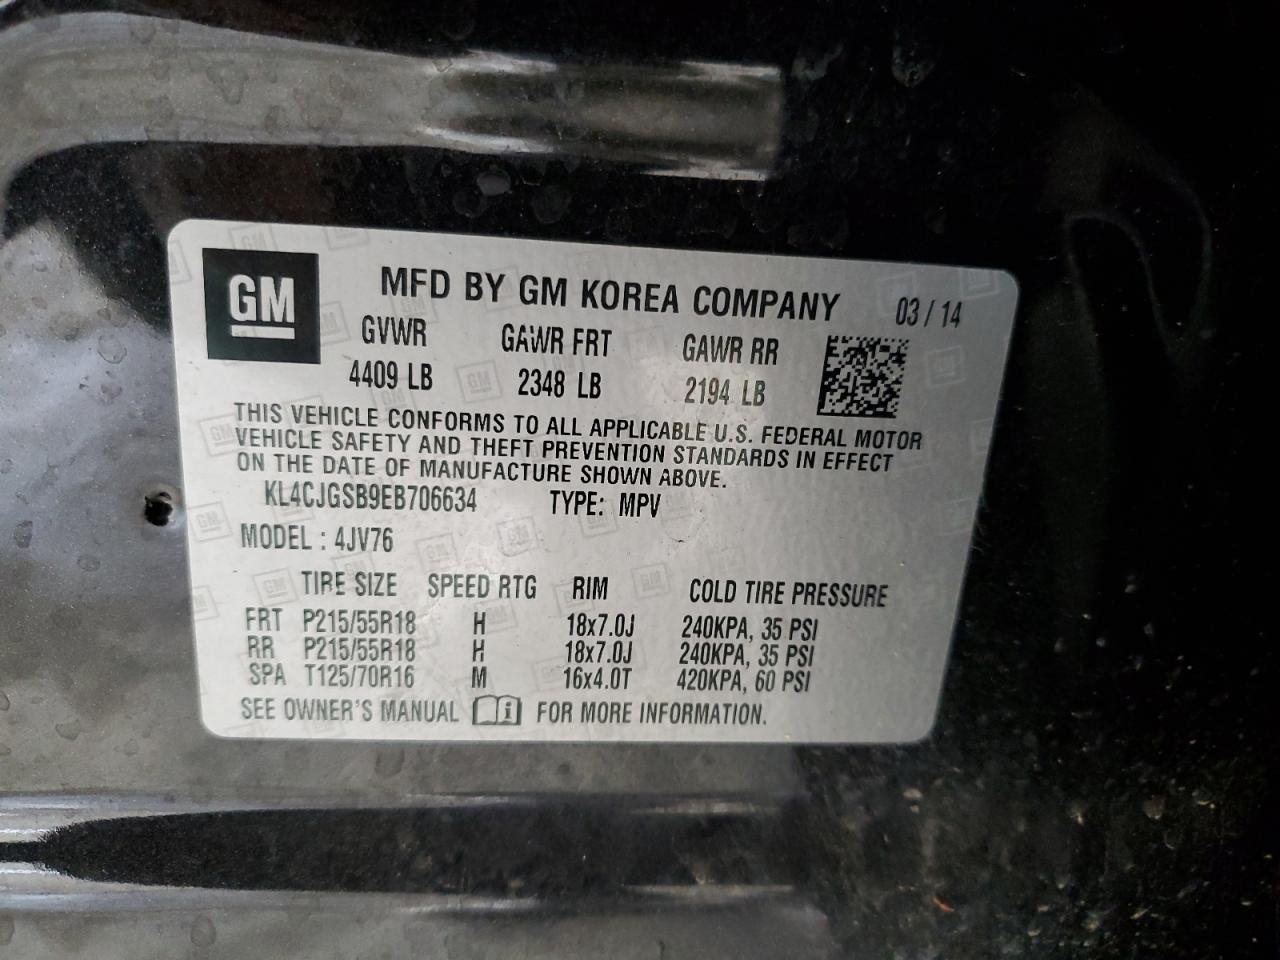 GM
MFD BY GM KOREA COMPANY 03 / 14
GVWR GAWR FRT GAWR RR
4409 LB 2348 LB 2194 LB
THIS VEHICLE CONFORMS TO ALL APPLICABLE U.S. FEDERAL MOTOR
VEHICLE SAFETY AND THEFT PREVENTION STANDARDS IN EFFECT
ON THE DATE OF MANUFACTURE SHOWN ABOVE.
KL4CJGSB9EB706634 TYPE: MPV
MODEL : 4JV76
TIRE SIZE SPEED RTG RIM COLD TIRE PRESSURE
FRT P215/55R18 H 18x7.0J 240KPA, 35 PSI
RR P215/55R18 H 18x7.0J 240KPA, 35 PSI
SPA T125/70R16 M 16x4.0T 420KPA, 60 PSI
SEE OWNER'S MANUAL i FOR MORE INFORMATION.